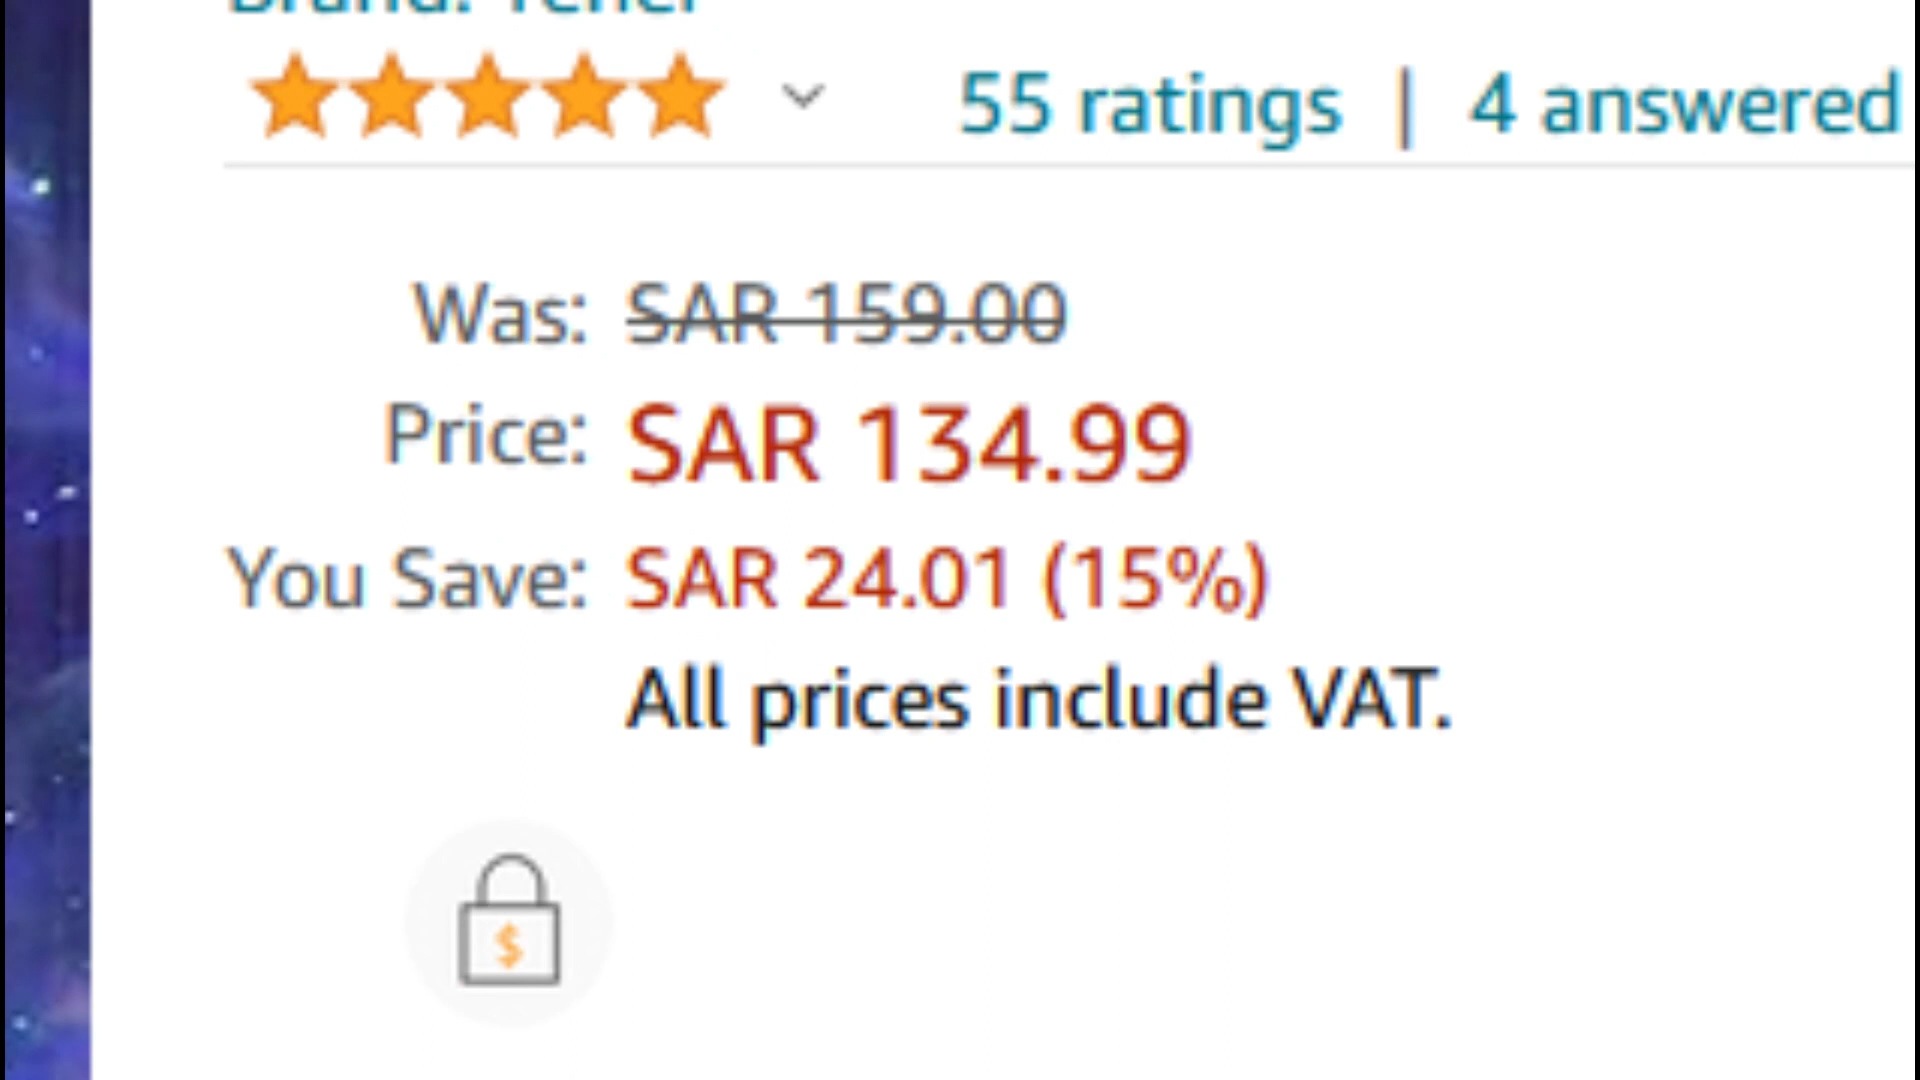 Brand:
55 ratings | 4 answered
Was: SAR 159.00
Price: SAR 134.99
You Save: SAR 24.01 (15%)
All prices include VAT.
$